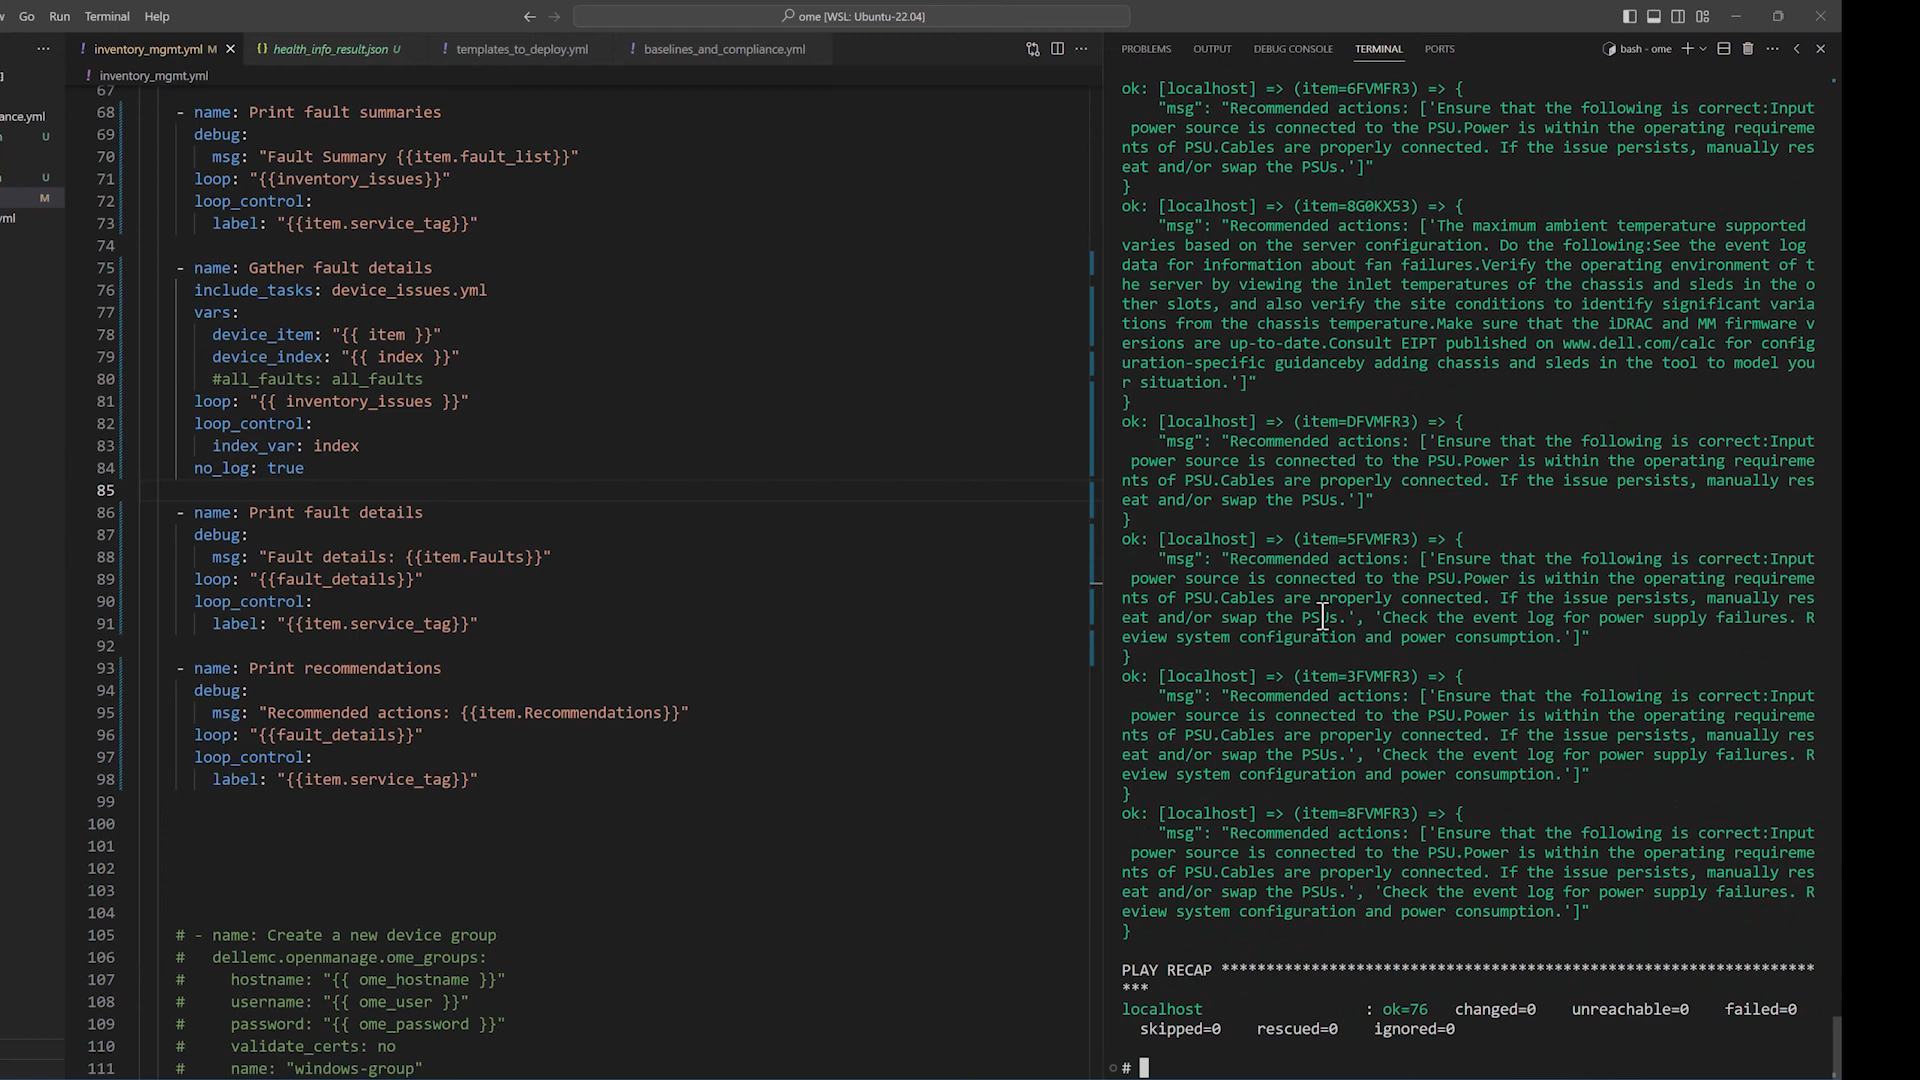 Go Run Terminal Help
ome [WSL: Ubuntu-22.04]
inventory_mgmt.yml M
health_info_result.json U
templates_to_deploy.yml
baselines_and_compliance.yml
PROBLEMS OUTPUT DEBUG CONSOLE TERMINAL PORTS
bash - ome
inventory_mgmt.yml
ance.yml
U
U
M
yml
67
68 - name: Print fault summaries
69 debug:
70 msg: "Fault Summary {{item.fault_list}}"
71 loop: "{{inventory_issues}}"
72 loop_control:
73 label: "{{item.service_tag}}"
74
75 - name: Gather fault details
76 include_tasks: device_issues.yml
77 vars:
78 device_item: "{{ item }}"
79 device_index: "{{ index }}"
80 #all_faults: all_faults
81 loop: "{{ inventory_issues }}"
82 loop_control:
83 index_var: index
84 no_log: true
85
86 - name: Print fault details
87 debug:
88 msg: "Fault details: {{item.Faults}}"
89 loop: "{{fault_details}}"
90 loop_control:
91 label: "{{item.service_tag}}"
92
93 - name: Print recommendations
94 debug:
95 msg: "Recommended actions: {{item.Recommendations}}"
96 loop: "{{fault_details}}"
97 loop_control:
98 label: "{{item.service_tag}}"
99
100
101
102
103
104
105 # - name: Create a new device group
106 # dellemc.openmanage.ome_groups:
107 # hostname: "{{ ome_hostname }}"
108 # username: "{{ ome_user }}"
109 # password: "{{ ome_password }}"
110 # validate_certs: no
111 # name: "windows-group"
ok: [localhost] => (item=6FVMFR3) => {
"msg": "Recommended actions: ['Ensure that the following is correct:Input
power source is connected to the PSU.Power is within the operating requireme
nts of PSU.Cables are properly connected. If the issue persists, manually res
eat and/or swap the PSUs.']"
}
ok: [localhost] => (item=8G0KX53) => {
"msg": "Recommended actions: ['The maximum ambient temperature supported
varies based on the server configuration. Do the following:See the event log
data for information about fan failures.Verify the operating environment of t
he server by viewing the inlet temperatures of the chassis and sleds in the o
ther slots, and also verify the site conditions to identify significant varia
tions from the chassis temperature.Make sure that the iDRAC and MM firmware v
ersions are up-to-date.Consult EIPT published on www.dell.com/calc for config
uration-specific guidanceby adding chassis and sleds in the tool to model you
r situation.']"
}
ok: [localhost] => (item=DFVMFR3) => {
"msg": "Recommended actions: ['Ensure that the following is correct:Input
power source is connected to the PSU.Power is within the operating requireme
nts of PSU.Cables are properly connected. If the issue persists, manually res
eat and/or swap the PSUs.']"
}
ok: [localhost] => (item=5FVMFR3) => {
"msg": "Recommended actions: ['Ensure that the following is correct:Input
power source is connected to the PSU.Power is within the operating requireme
nts of PSU.Cables are properly connected. If the issue persists, manually res
eat and/or swap the PSUs.', 'Check the event log for power supply failures. R
eview system configuration and power consumption.']"
}
ok: [localhost] => (item=3FVMFR3) => {
"msg": "Recommended actions: ['Ensure that the following is correct:Input
power source is connected to the PSU.Power is within the operating requireme
nts of PSU.Cables are properly connected. If the issue persists, manually res
eat and/or swap the PSUs.', 'Check the event log for power supply failures. R
eview system configuration and power consumption.']"
}
ok: [localhost] => (item=8FVMFR3) => {
"msg": "Recommended actions: ['Ensure that the following is correct:Input
power source is connected to the PSU.Power is within the operating requireme
nts of PSU.Cables are properly connected. If the issue persists, manually res
eat and/or swap the PSUs.', 'Check the event log for power supply failures. R
eview system configuration and power consumption.']"
}
PLAY RECAP ******************************************************************
***
localhost : ok=76 changed=0 unreachable=0 failed=0
skipped=0 rescued=0 ignored=0
#